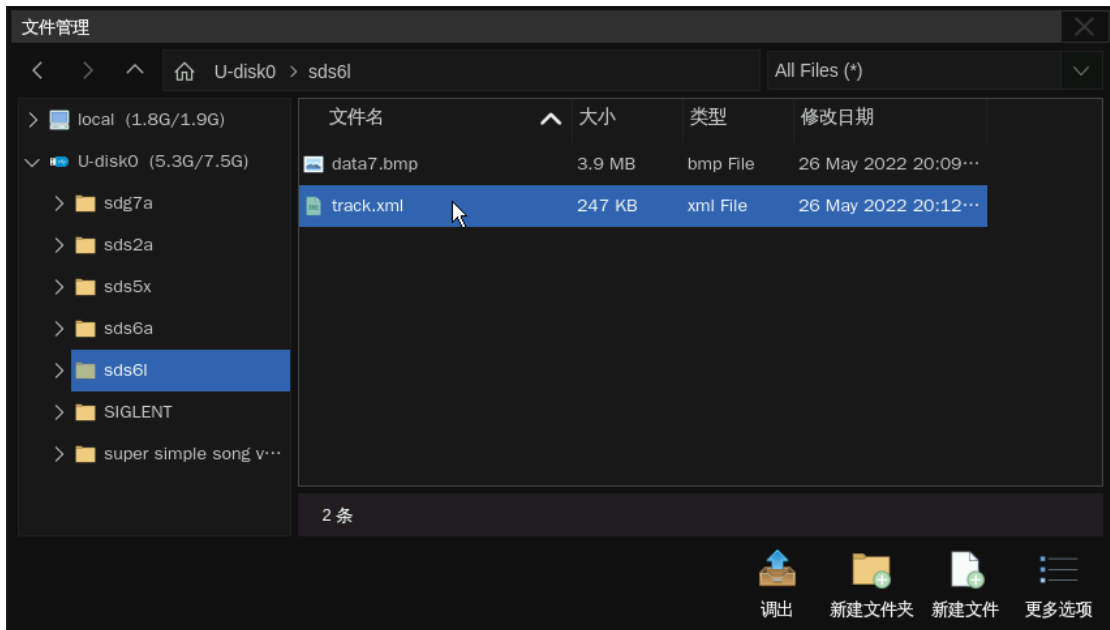 文件管理
U-disk0 > sds6l
All Files (*)
local (1.8G/1.9G)
U-disk0 (5.3G/7.5G)
sdg7a
sds2a
sds5x
sds6a
sds6l
SIGLENT
super simple song v···
文件名 大小 类型 修改日期
data7.bmp 3.9 MB bmp File 26 May 2022 20:09···
track.xml 247 KB xml File 26 May 2022 20:12···
2 条
调出 新建文件夹 新建文件 更多选项